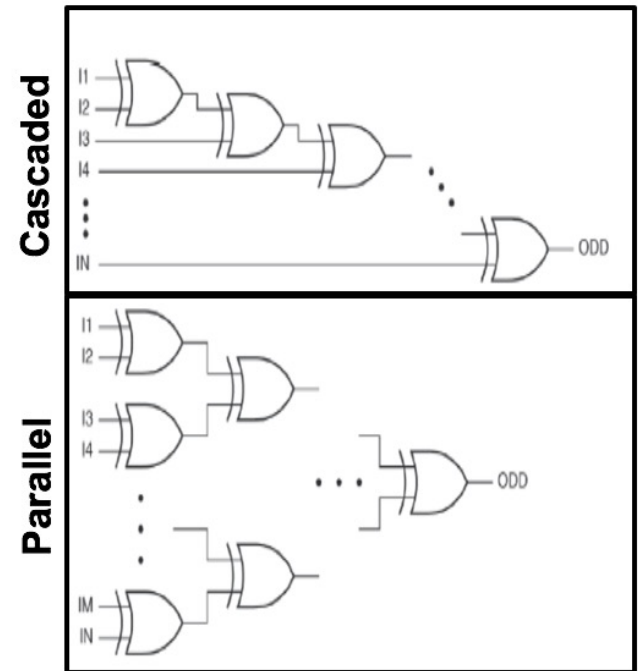 Cascaded
I1
I2
I3
I4
IN
ODD
Parallel
I1
I2
I3
I4
IM
IN
ODD